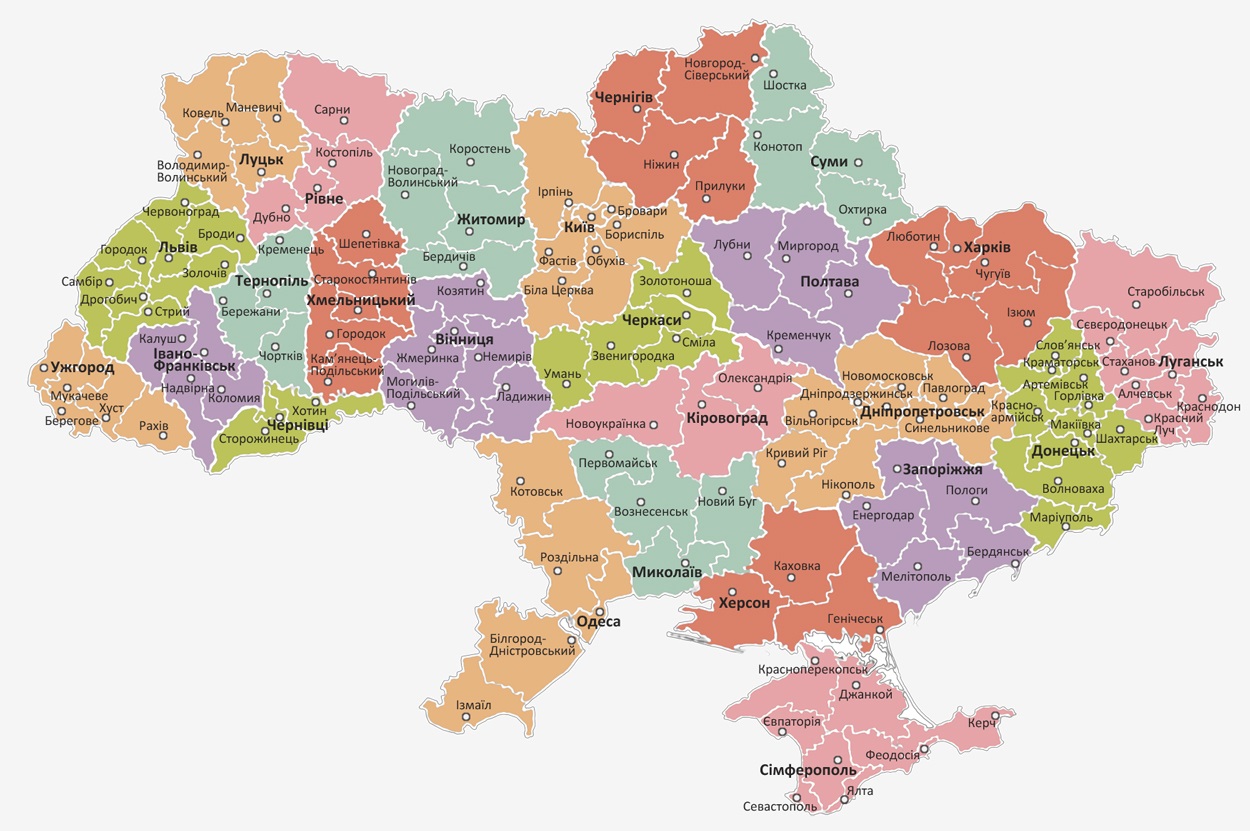 Новгород-
Сіверський
Шостка
Чернігів
Ковель
Маневичі
Сарни
Конотоп
Коростень
Костопіль
Луцьк
Ніжин
Суми
Володимир-
Волинський
Новоград-
Волинський
Прилуки
Ірпінь
Рівне
Червоноград
Дубно
Житомир
Бровари
Київ
Бориспіль
Охтирка
Броди
Львів
Кременець
Шепетівка
Городок
Люботин
Харків
Лубни
Миргород
Бердичів
Фастів
Обухів
Золочів
Чугуїв
Самбір
Тернопіль
Старокостянтинів
Полтава
Козятин
Біла Церква
Золотоноша
Старобільськ
Дрогобич
Хмельницький
Стрий
Бережани
Черкаси
Ізюм
Сєвєродонецьк
Калуш
Городок
Вінниця
Кременчук
Сміла
Лозова
Слов’янськ
Івано-
Франківськ
Чортків
Кам’янець-
Подільський
Жмеринка
Немирів
Звенигородка
Краматорськ
Стаханов
Луганськ
Ужгород
Умань
Олександрія
Новомосковськ
Артемівськ
Мукачеве
Надвірна
Коломия
Могилів-
Подільський
Ладижин
Дніпродзержинськ
Павлоград
Горлівка
Алчевськ
Хуст
Хотин
Дніпропетровськ
Красно-
армійськ
Краснодон
Берегове
Рахів
Чернівці
Новоукраїнка
Кіровоград
Вільногірськ
Синельникове
Макіївка
Красний
Луч
Сторожинець
Шахтарськ
Донецьк
Первомайськ
Кривий Ріг
Запоріжжя
Котовськ
Нікополь
Пологи
Волноваха
Новий Буг
Вознесенськ
Енергодар
Маріуполь
Роздільна
Бердянськ
Миколаїв
Каховка
Мелітополь
Херсон
Одеса
Генічеськ
Білгород-
Дністровський
Красноперекопськ
Джанкой
Ізмаїл
Євпаторія
Керч
Феодосія
Сімферополь
Ялта
Севастополь